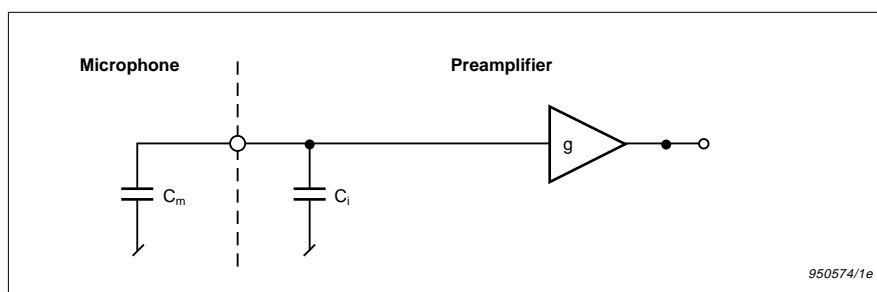 Microphone
Preamplifier
g
Cm
Ci
950574/1e